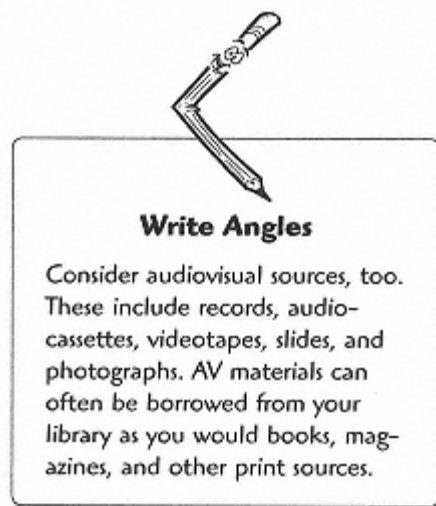 Write Angles
Consider audiovisual sources, too.
These include records, audio-
cassettes, videotapes, slides, and
photographs. AV materials can
often be borrowed from your
library as you would books, mag-
azines, and other print sources.